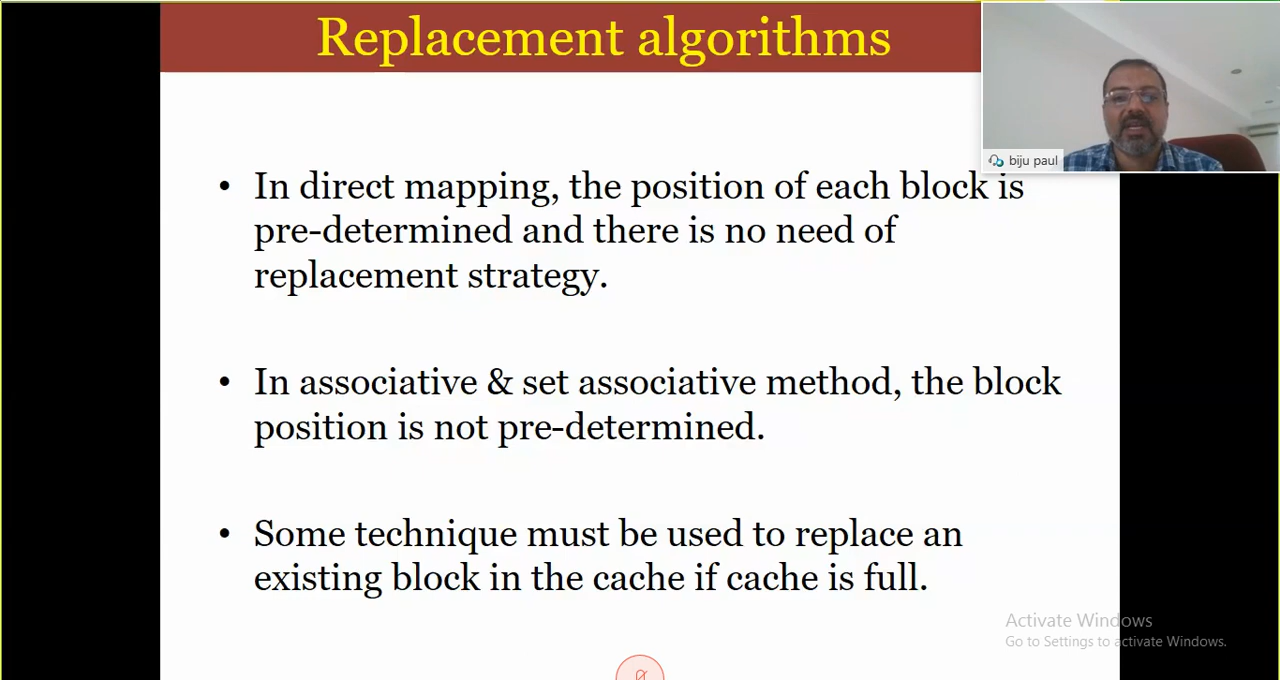 Replacement algorithms
biju paul
• In direct mapping, the position of each block is
pre-determined and there is no need of
replacement strategy.
• In associative & set associative method, the block
position is not pre-determined.
• Some technique must be used to replace an
existing block in the cache if cache is full.
Activate Windows
Go to Settings to activate Windows.